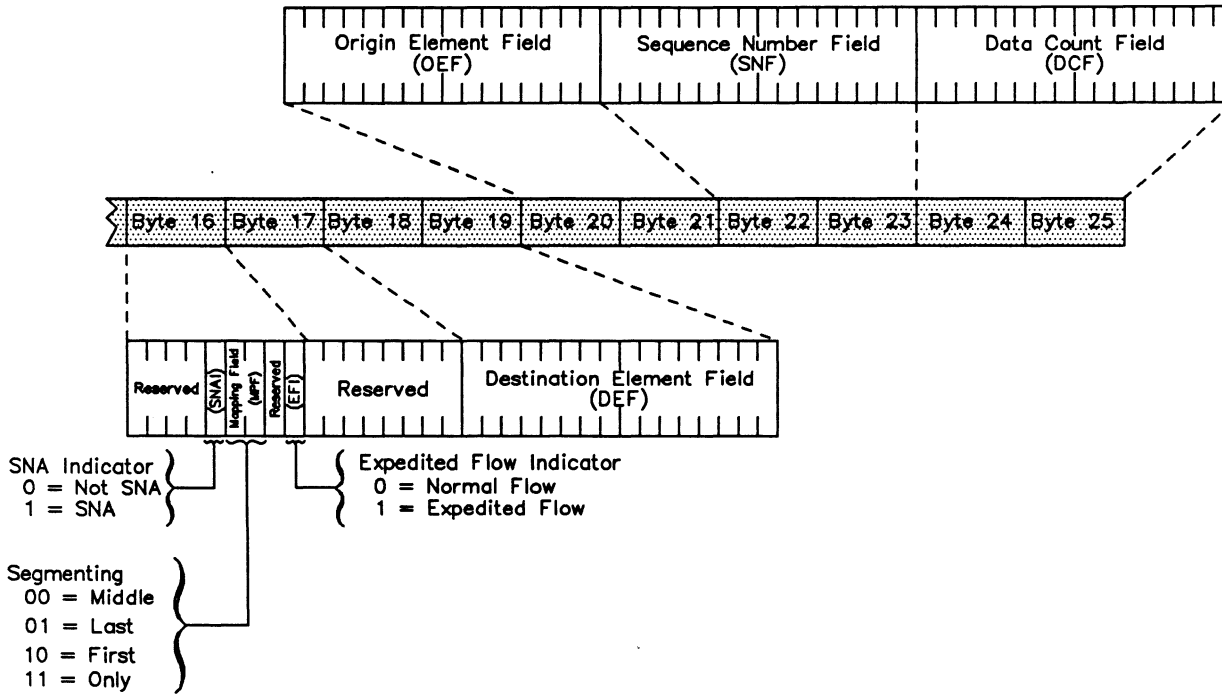 Origin Element Field
(OEF)
Sequence Number Field
(SNF)
Data Count Field
(DCF)
Byte 16
Byte 17
Byte 18
Byte 19
Byte 20
Byte 21
Byte 22
Byte 23
Byte 24
Byte 25
Reserved
(SNAI)
Mapping Field
(MPF)
Reserved
(EFI)
Reserved
Destination Element Field
(DEF)
SNA Indicator
0 = Not SNA
1 = SNA
Expedited Flow Indicator
0 = Normal Flow
1 = Expedited Flow
Segmenting
00 = Middle
01 = Last
10 = First
11 = Only